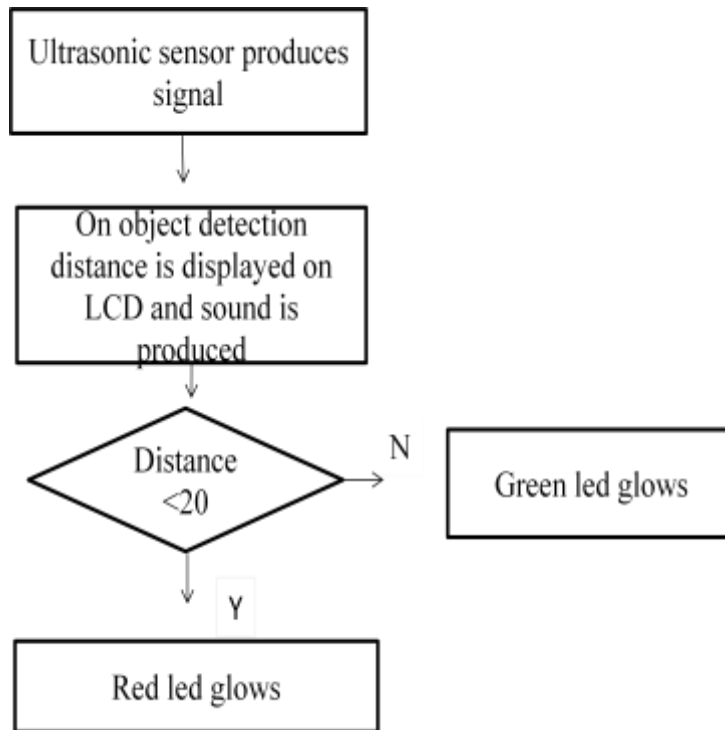 Ultrasonic sensor produces
signal
On object detection
distance is displayed on
LCD and sound is
produced
Distance
<20
N
Green led glows
Y
Red led glows